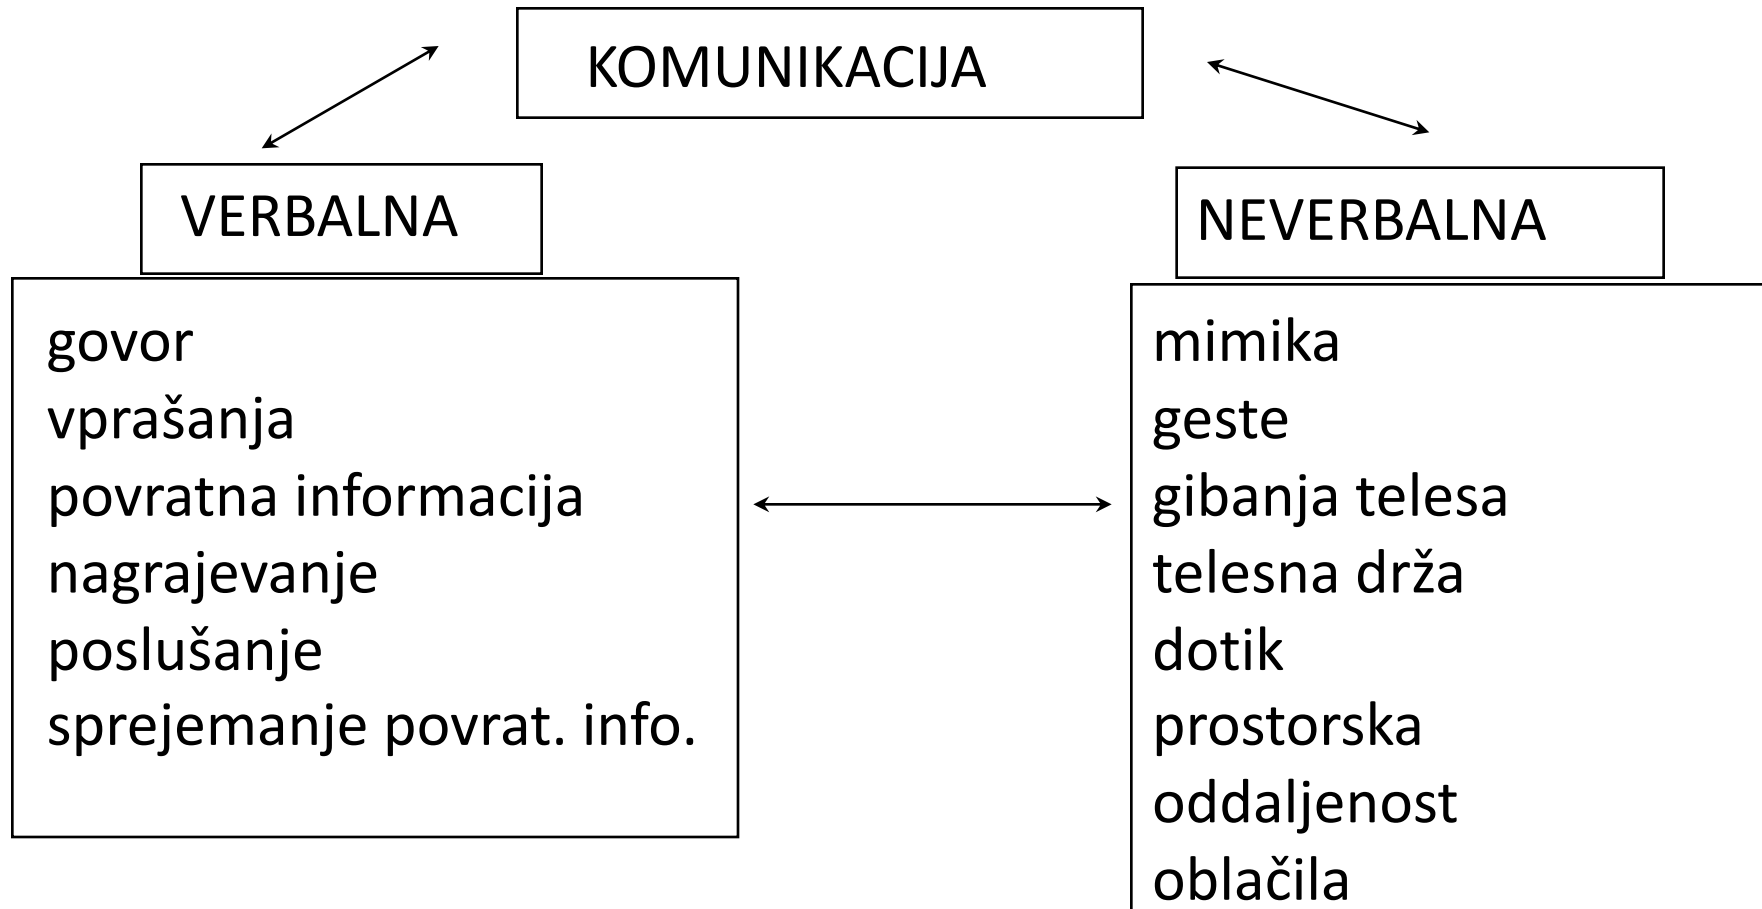 KOMUNIKACIJA
VERBALNA
govor
vprašanja
povratna informacija
nagrajevanje
poslušanje
sprejemanje povrat. info.
NEVERBALNA
mimika
geste
gibanja telesa
telesna drža
dotik
prostorska
oddaljenost
oblačila